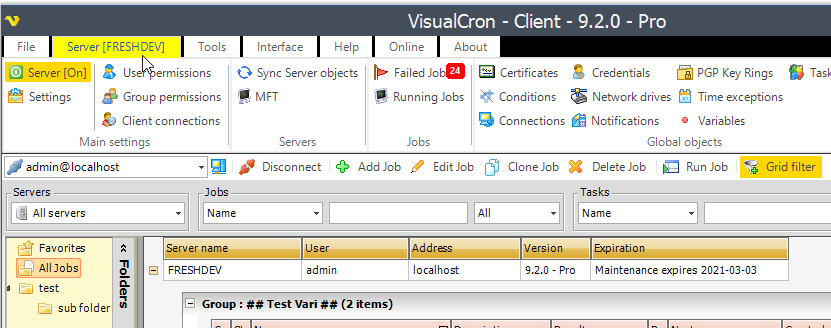 VisualCron - Client - 9.2.0 - Pro
File Server [FRESHDEV] Tools Interface Help Online About
Server [On] User permissions Sync Server objects Failed Job 24 Certificates Credentials PGP Key Rings Task
Settings Group permissions MFT Running Jobs Conditions Network drives Time exceptions
Client connections Connections Notifications Variables
Main settings Servers Jobs Global objects
admin@localhost Disconnect Add Job Edit Job Clone Job Delete Job Run Job Grid filter
Servers Jobs Tasks
All servers Name All Name
Favorites Server name User Address Version Expiration
All Jobs FRESHDEV admin localhost 9.2.0 - Pro Maintenance expires 2021-03-03
test
sub folder
Folders
Group : ## Test Vari ## (2 items)